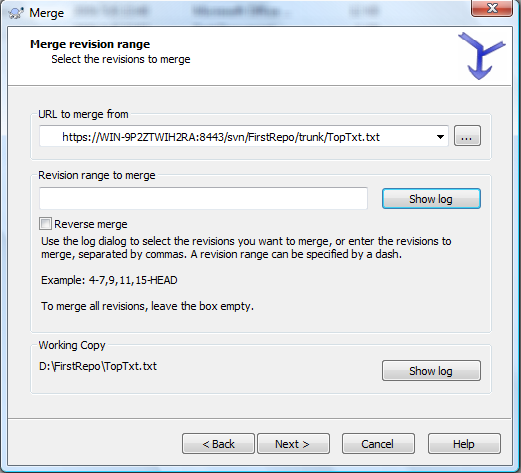 Merge
Merge revision range
Select the revisions to merge
URL to merge from
https://WIN-9P2ZTWIH2RA:8443/svn/FirstRepo/trunk/TopTxt.txt
...
Revision range to merge
Show log
Reverse merge
Use the log dialog to select the revisions you want to merge, or enter the revisions to
merge, separated by commas. A revision range can be specified by a dash.
Example: 4-7,9,11,15-HEAD
To merge all revisions, leave the box empty.
Working Copy
D:\FirstRepo\TopTxt.txt
Show log
< Back
Next >
Cancel
Help